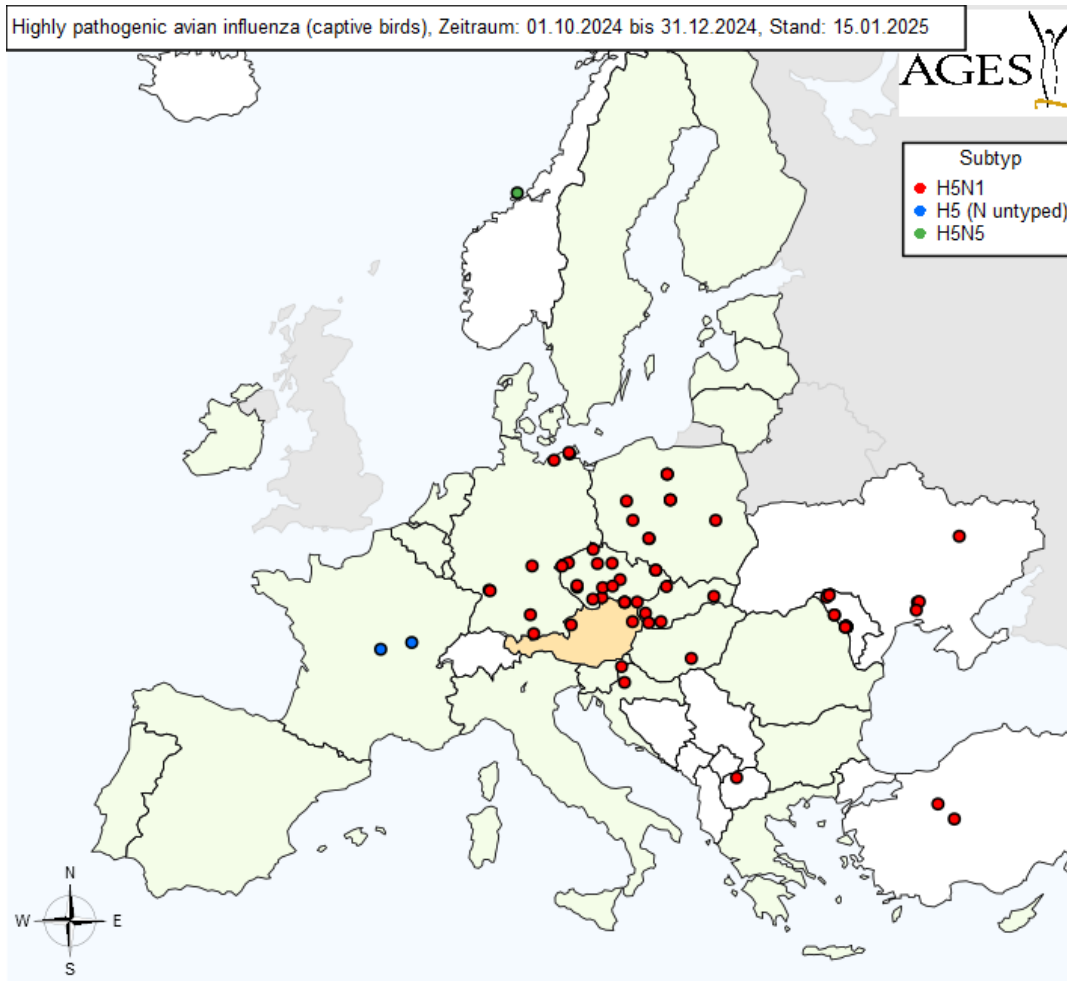 Highly pathogenic avian influenza (captive birds), Zeitraum: 01.10.2024 bis 31.12.2024, Stand: 15.01.2025
AGES
Subtyp
H5N1
H5 (N untyped)
H5N5
N
W E
S